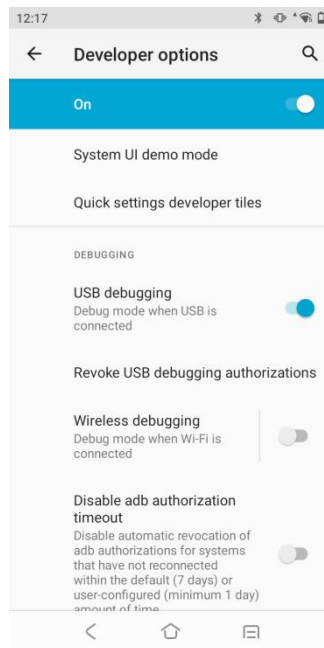 12:17
Developer options
On
System UI demo mode
Quick settings developer tiles
DEBUGGING
USB debugging
Debug mode when USB is
connected
Revoke USB debugging authorizations
Wireless debugging
Debug mode when Wi-Fi is
connected
Disable adb authorization
timeout
Disable automatic revocation of
adb authorizations for systems
that have not reconnected
within the default (7 days) or
user-configured (minimum 1 day)
amount of time